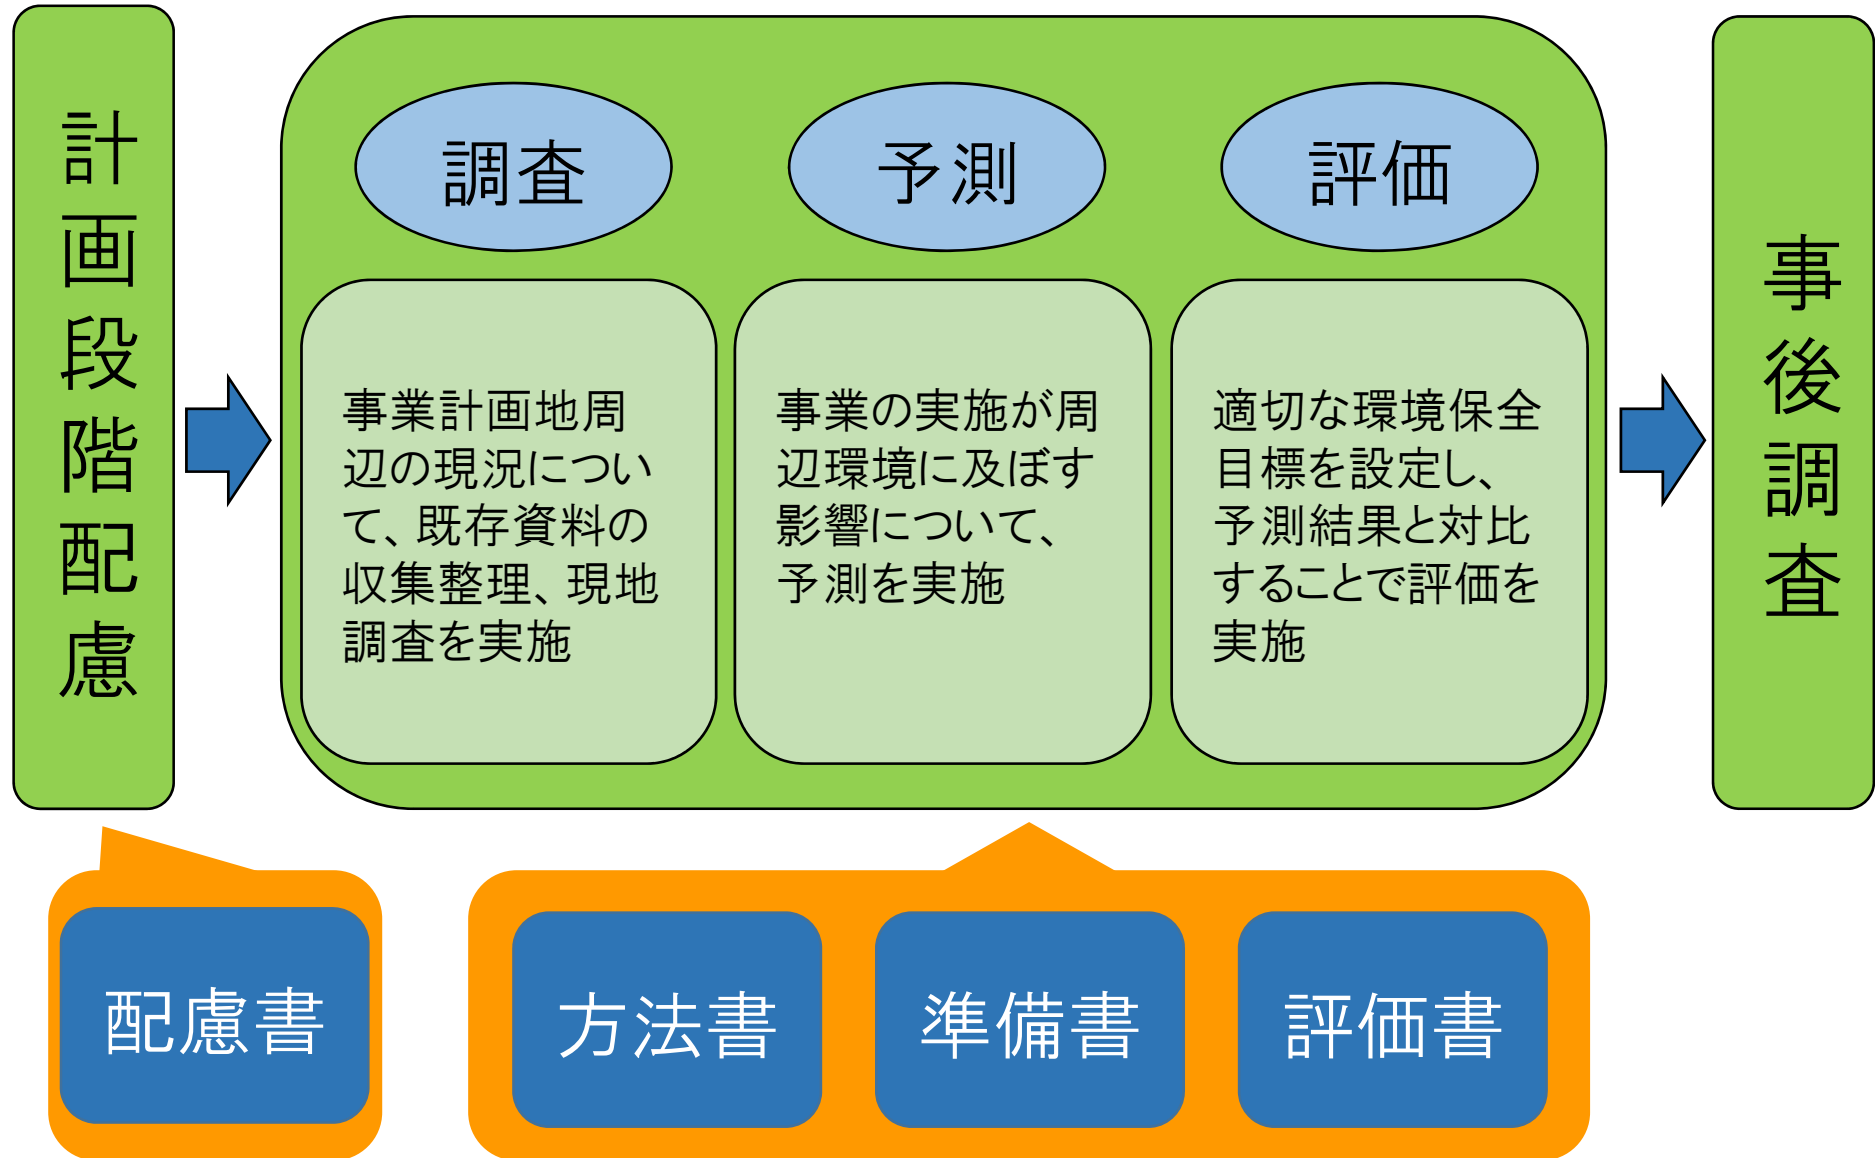 計画段階配慮
調査
事業計画地周
辺の現況につい
て、既存資料の
収集整理、現地
調査を実施
予測
事業の実施が周
辺環境に及ぼす
影響について、
予測を実施
評価
適切な環境保全
目標を設定し、
予測結果と対比
することで評価を
実施
事後調査
配慮書
方法書
準備書
評価書